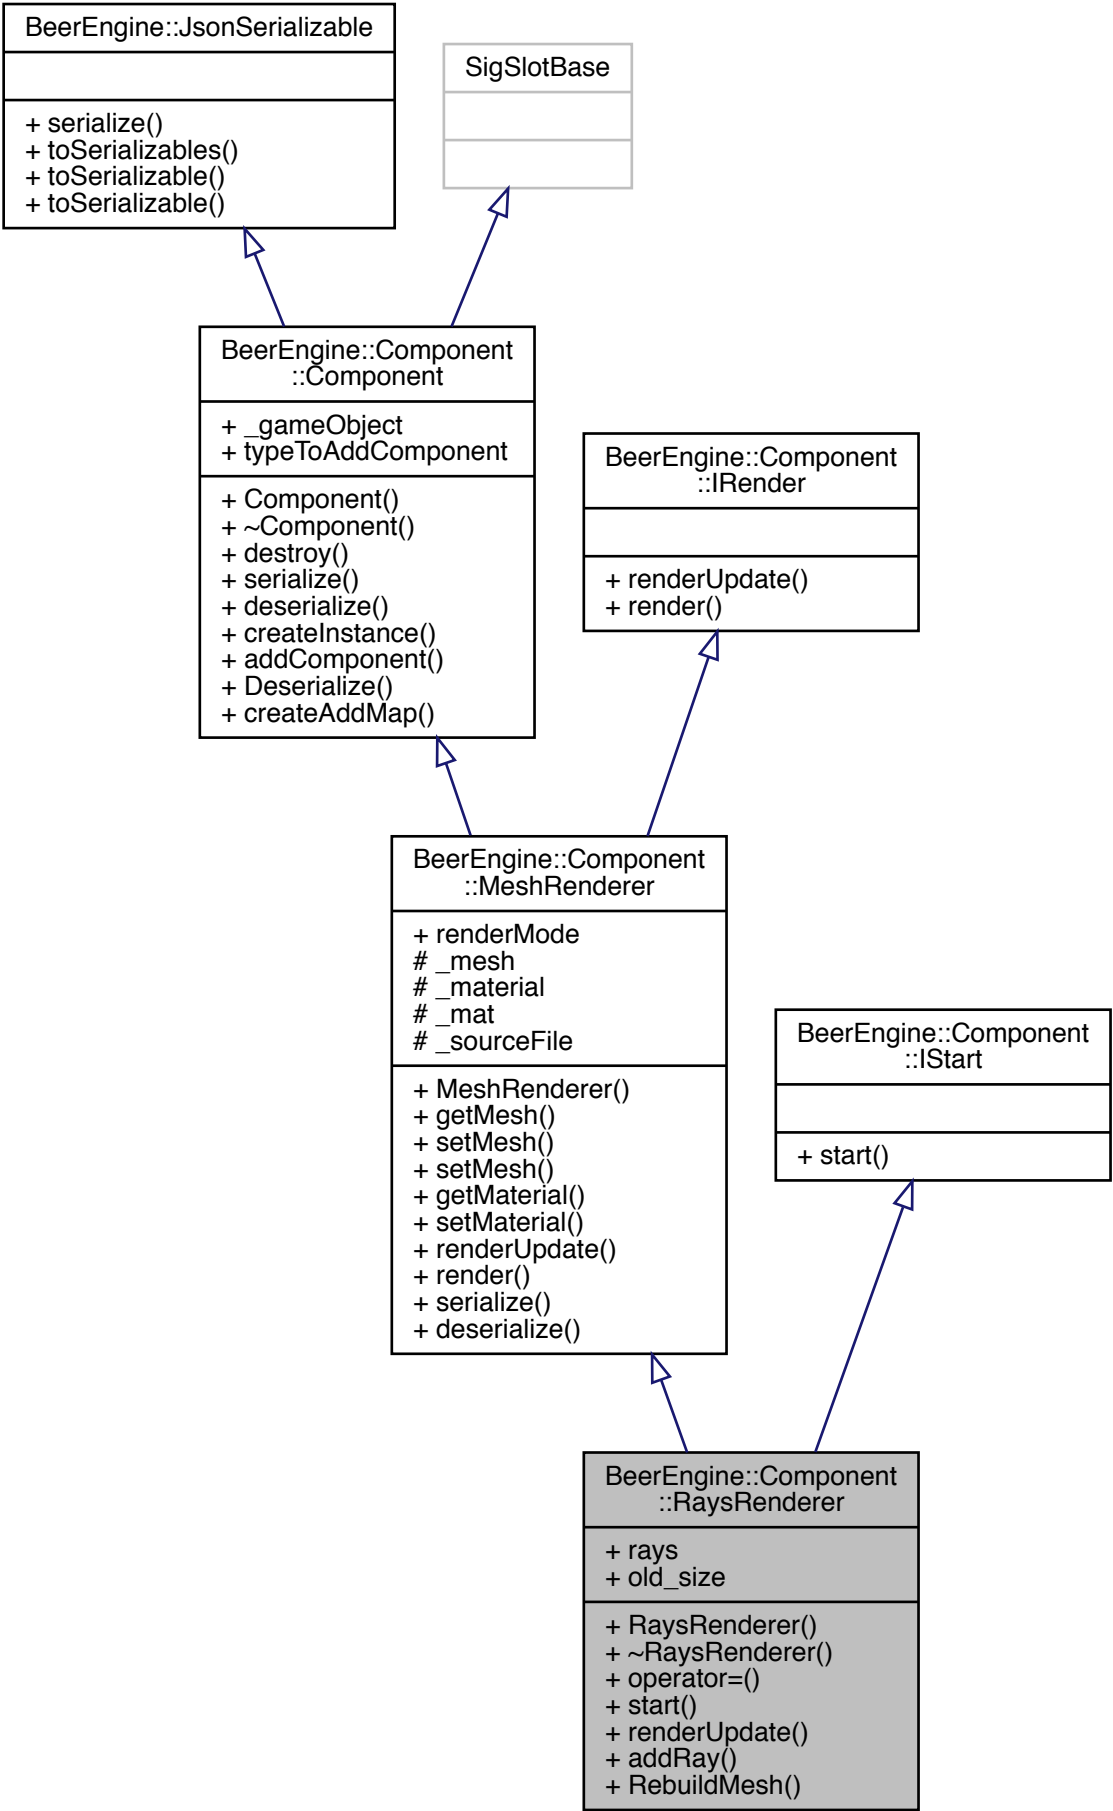 BeerEngine::JsonSerializable
+ serialize()
+ toSerializables()
+ toSerializable()
+ toSerializable()
SigSlotBase
BeerEngine::Component
::Component
+ _gameObject
+ typeToAddComponent
+ Component()
+ ~Component()
+ destroy()
+ serialize()
+ deserialize()
+ createInstance()
+ addComponent()
+ Deserialize()
+ createAddMap()
BeerEngine::Component
::IRender
+ renderUpdate()
+ render()
BeerEngine::Component
::MeshRenderer
+ renderMode
# _mesh
# _material
# _mat
# _sourceFile
+ MeshRenderer()
+ getMesh()
+ setMesh()
+ setMesh()
+ getMaterial()
+ setMaterial()
+ renderUpdate()
+ render()
+ serialize()
+ deserialize()
BeerEngine::Component
::IStart
+ start()
BeerEngine::Component
::RaysRenderer
+ rays
+ old_size
+ RaysRenderer()
+ ~RaysRenderer()
+ operator=()
+ start()
+ renderUpdate()
+ addRay()
+ RebuildMesh()